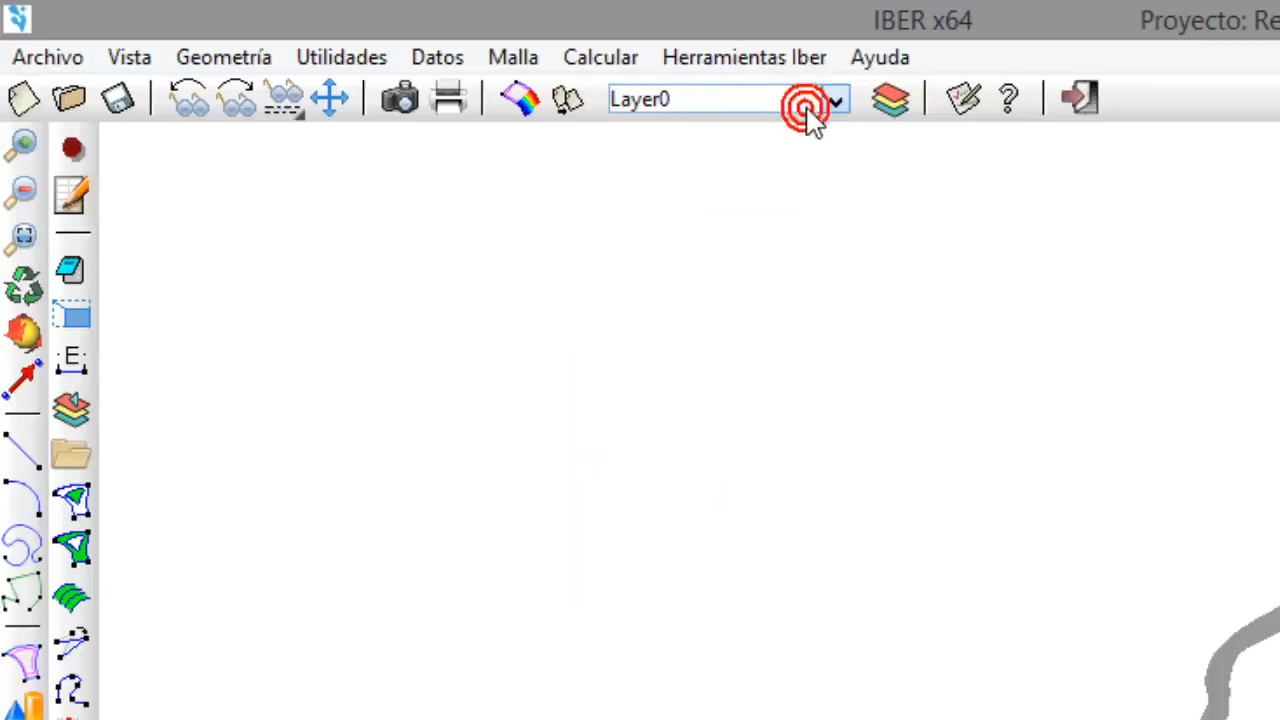 IBER x64 Proyecto: Re
Archivo Vista Geometría Utilidades Datos Malla Calcular Herramientas Iber Ayuda
Layer0
E